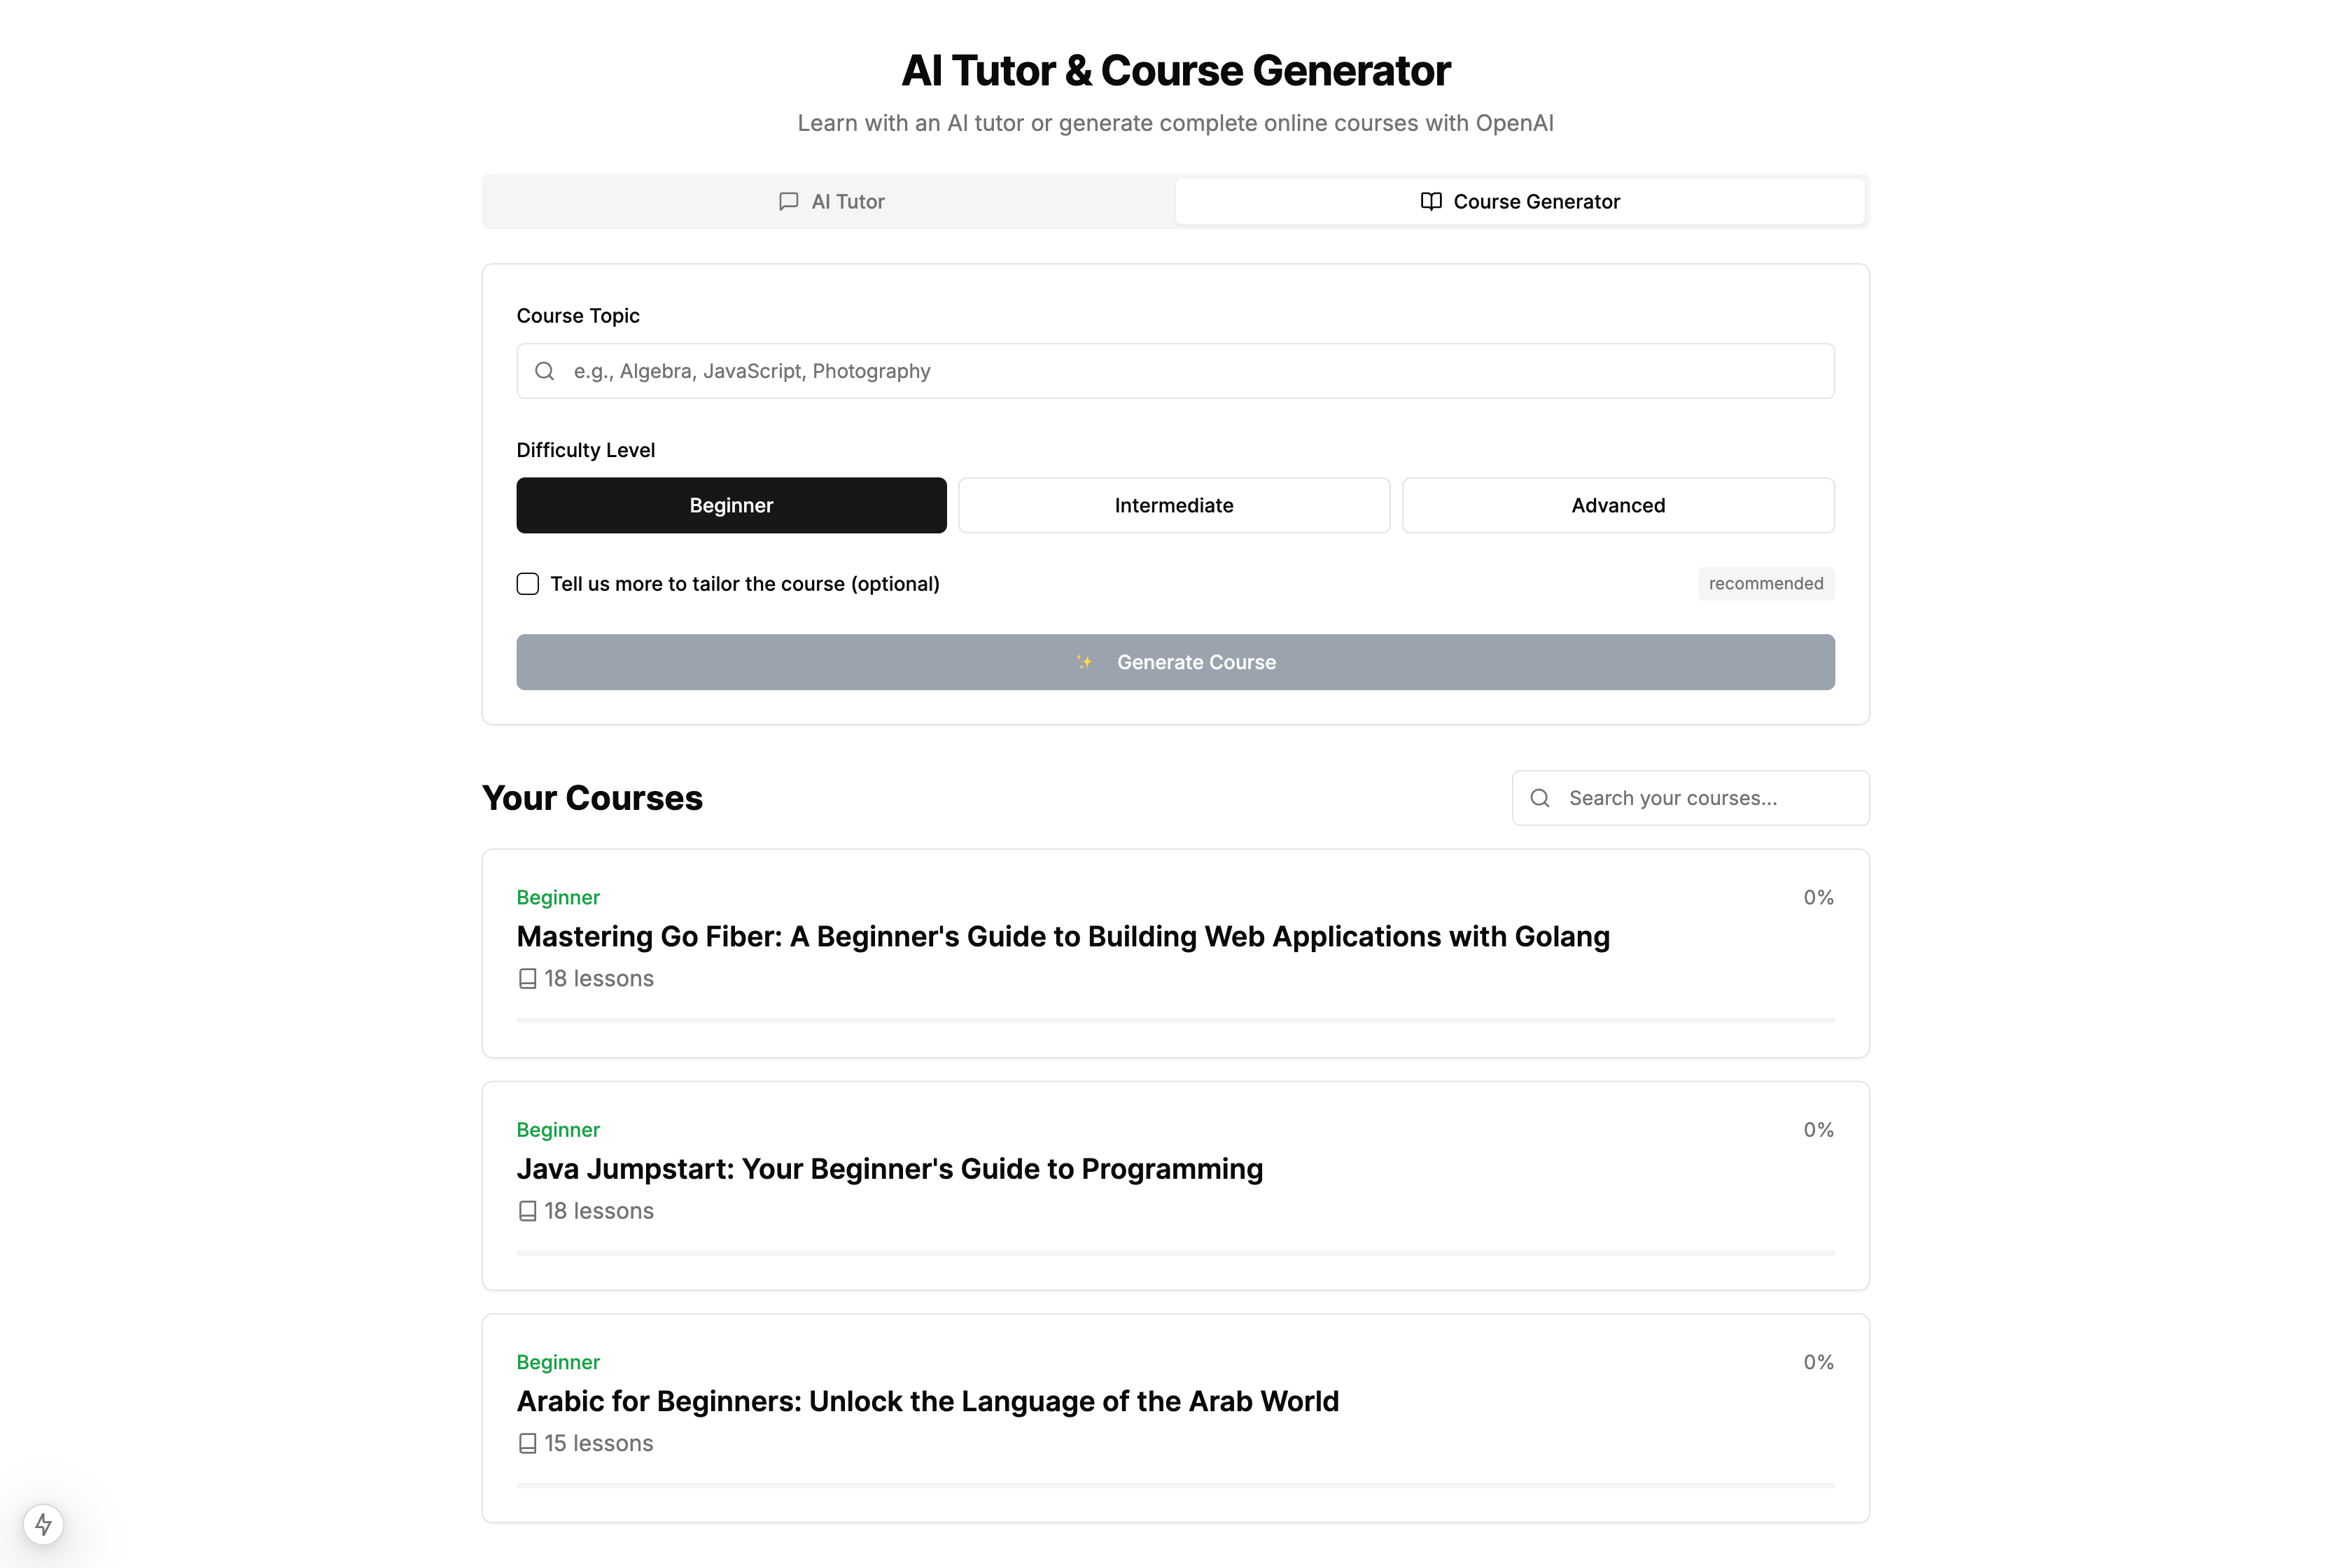 AI Tutor & Course Generator
Learn with an AI tutor or generate complete online courses with OpenAI
AI Tutor
Course Generator
Course Topic
e.g., Algebra, JavaScript, Photography
Difficulty Level
Beginner
Intermediate
Advanced
Tell us more to tailor the course (optional)
recommended
✨ Generate Course
Your Courses
Search your courses...
Beginner
0%
Mastering Go Fiber: A Beginner's Guide to Building Web Applications with Golang
18 lessons
Beginner
0%
Java Jumpstart: Your Beginner's Guide to Programming
18 lessons
Beginner
0%
Arabic for Beginners: Unlock the Language of the Arab World
15 lessons